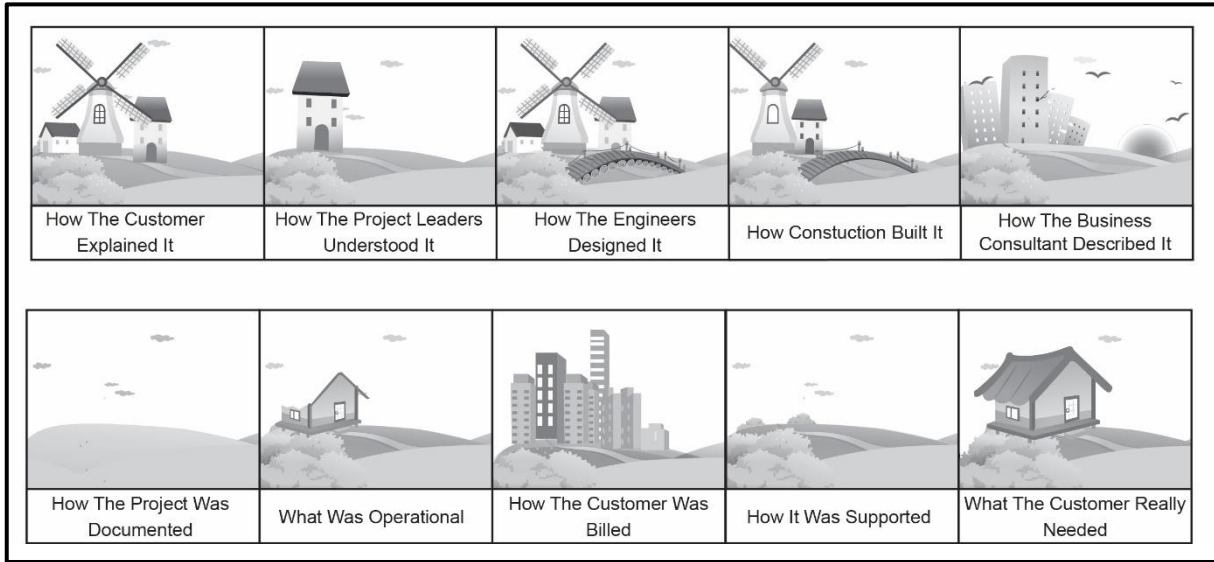 How The Customer
Explained It
How The Project Leaders
Understood It
How The Engineers
Designed It
How Constuction Built It
How The Business
Consultant Described It
How The Project Was
Documented
What Was Operational
How The Customer Was
Billed
How It Was Supported
What The Customer Really
Needed